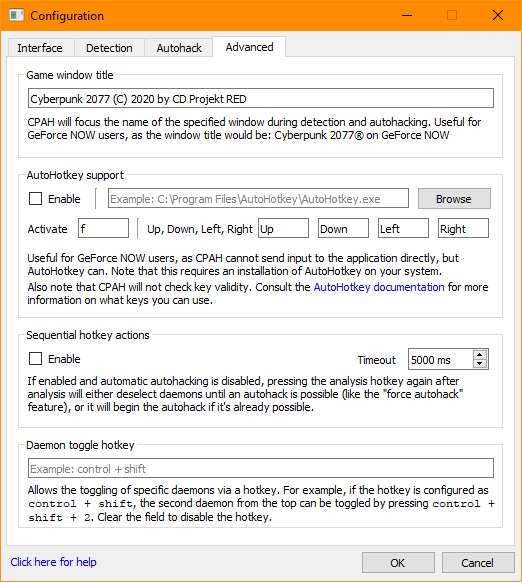 Configuration
Interface Detection Autohack Advanced
Game window title
Cyberpunk 2077 (C) 2020 by CD Projekt RED
CPAH will focus the name of the specified window during detection and autohacking. Useful for
GeForce NOW users, as the window title would be: Cyberpunk 2077® on GeForce NOW
AutoHotkey support
Enable Example: C:\Program Files\AutoHotkey\AutoHotkey.exe Browse
Activate f Up, Down, Left, Right Up Down Left Right
Useful for GeForce NOW users, as CPAH cannot send input to the application directly, but
AutoHotkey can. Note that this requires an installation of AutoHotkey on your system.
Also note that CPAH will not check key validity. Consult the AutoHotkey documentation for more
information on what keys you can use.
Sequential hotkey actions
Enable Timeout 5000 ms
If enabled and automatic autohacking is disabled, pressing the analysis hotkey again after
analysis will either deselect daemons until an autohack is possible (like the "force autohack"
feature), or it will begin the autohack if it's already possible.
Daemon toggle hotkey
Example: control + shift
Allows the toggling of specific daemons via a hotkey. For example, if the hotkey is configured as
control + shift, the second daemon from the top can be toggled by pressing control +
shift + 2. Clear the field to disable the hotkey.
Click here for help OK Cancel